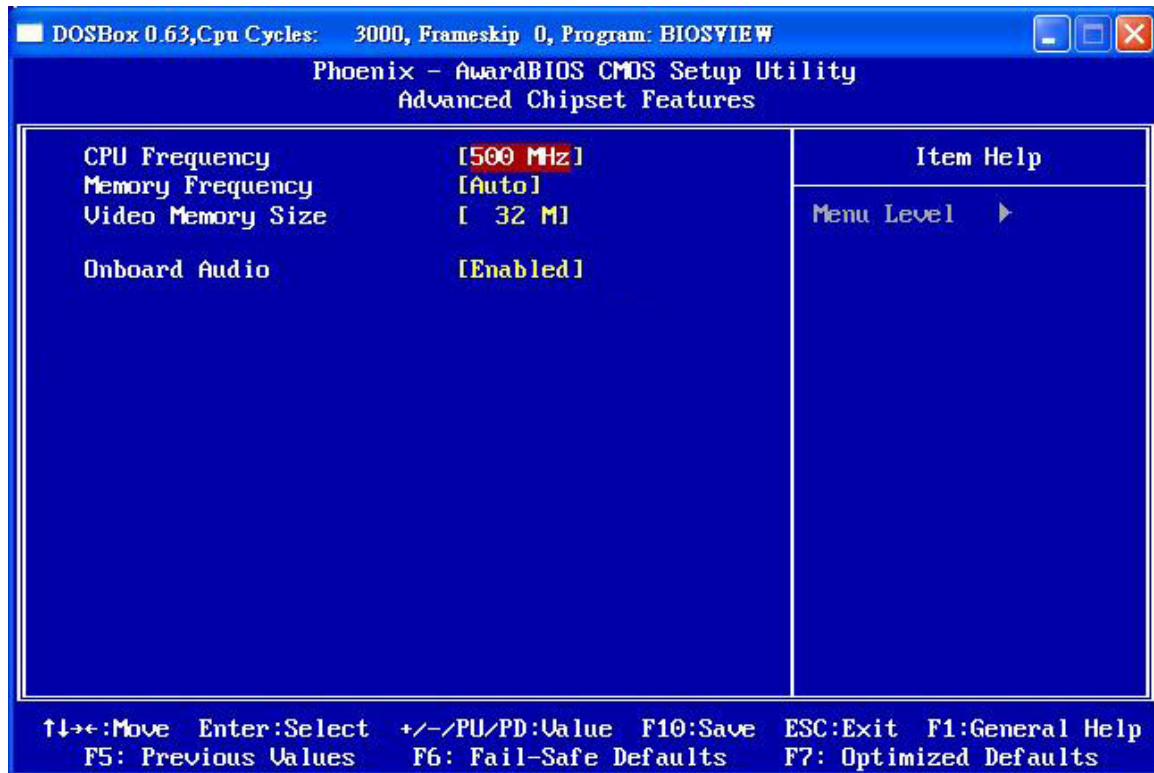 DOSBox 0.63,Cpu Cycles: 3000, Frameskip 0, Program: BIOSVIEW
Phoenix - AwardBIOS CMOS Setup Utility
Advanced Chipset Features
CPU Frequency [500 MHz]
Memory Frequency [Auto]
Video Memory Size [ 32 M]
Onboard Audio [Enabled]
Item Help
Menu Level ▶
↑↓→←:Move Enter:Select +/-/PU/PD:Value F10:Save ESC:Exit F1:General Help
F5: Previous Values F6: Fail-Safe Defaults F7: Optimized Defaults